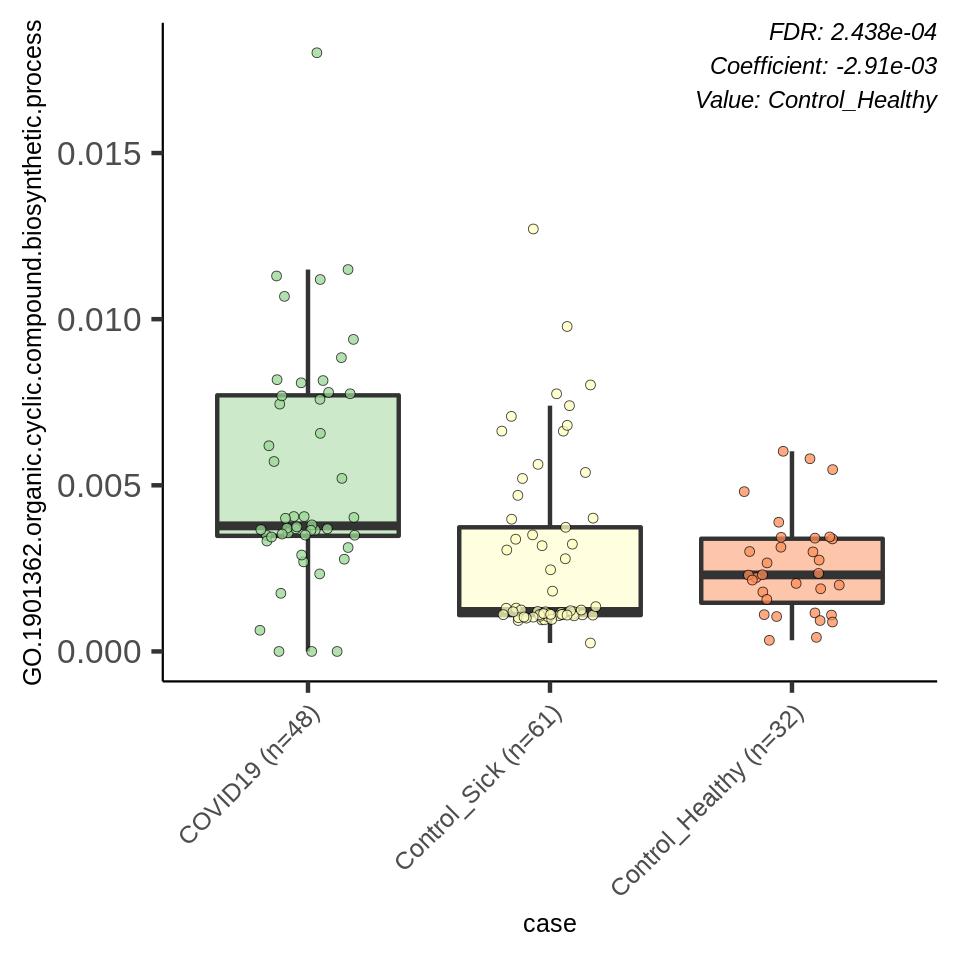 FDR: 2.438e-04
Coefficient: -2.91e-03
Value: Control_Healthy
GO.1901362.organic.cyclic.compound.biosynthetic.process
0.015
0.010
0.005
0.000
COVID19 (n=48)
Control_Sick (n=61)
Control_Healthy (n=32)
case